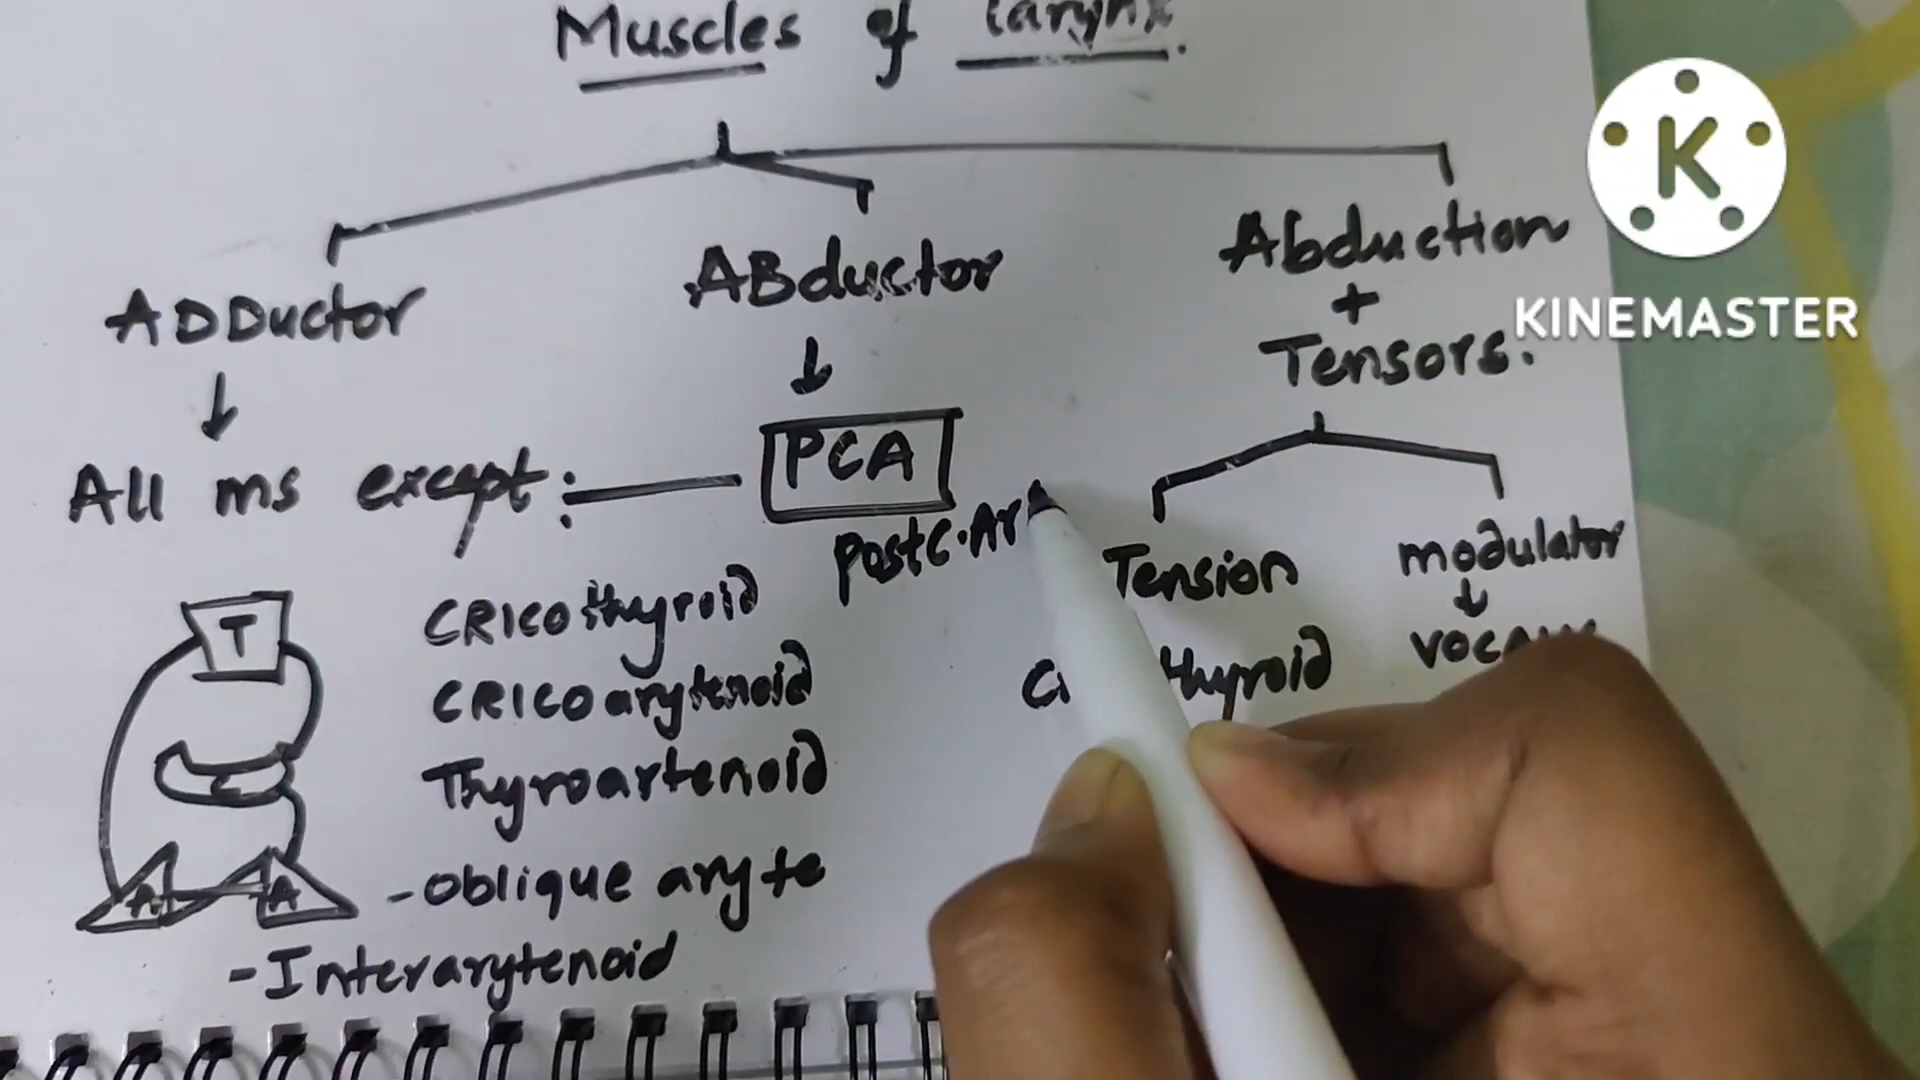 Muscles of Larynx.
ADDuctor
ABductor
Abduction
+
Tensors.
All ms except:
PCA
Post C. Ar
Tension
modulator
CRICOthyroid
CRICOarytenoid
Thyroartenoid
- oblique aryte
- Interarytenoid
thyroid
T
A
A
K
KINEMASTER